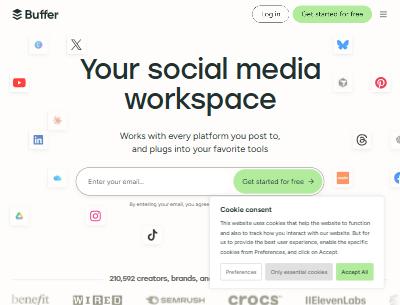 Buffer
Log in
Get started for free
Your social media
workspace
Works with every platform you post to,
and plugs into your favorite tools
Enter your email...
Get started for free →
By entering your email, you agree
Cookie consent
This website uses cookies that help the website to function
and also to track how you interact with our website. But for
us to provide the best user experience, enable the specific
cookies from Preferences, and click on Accept.
Preferences
Only essential cookies
Accept All
210,592 creators, brands, and
benefit
WIRED
SEMRUSH
crocs
IIElevenLabs